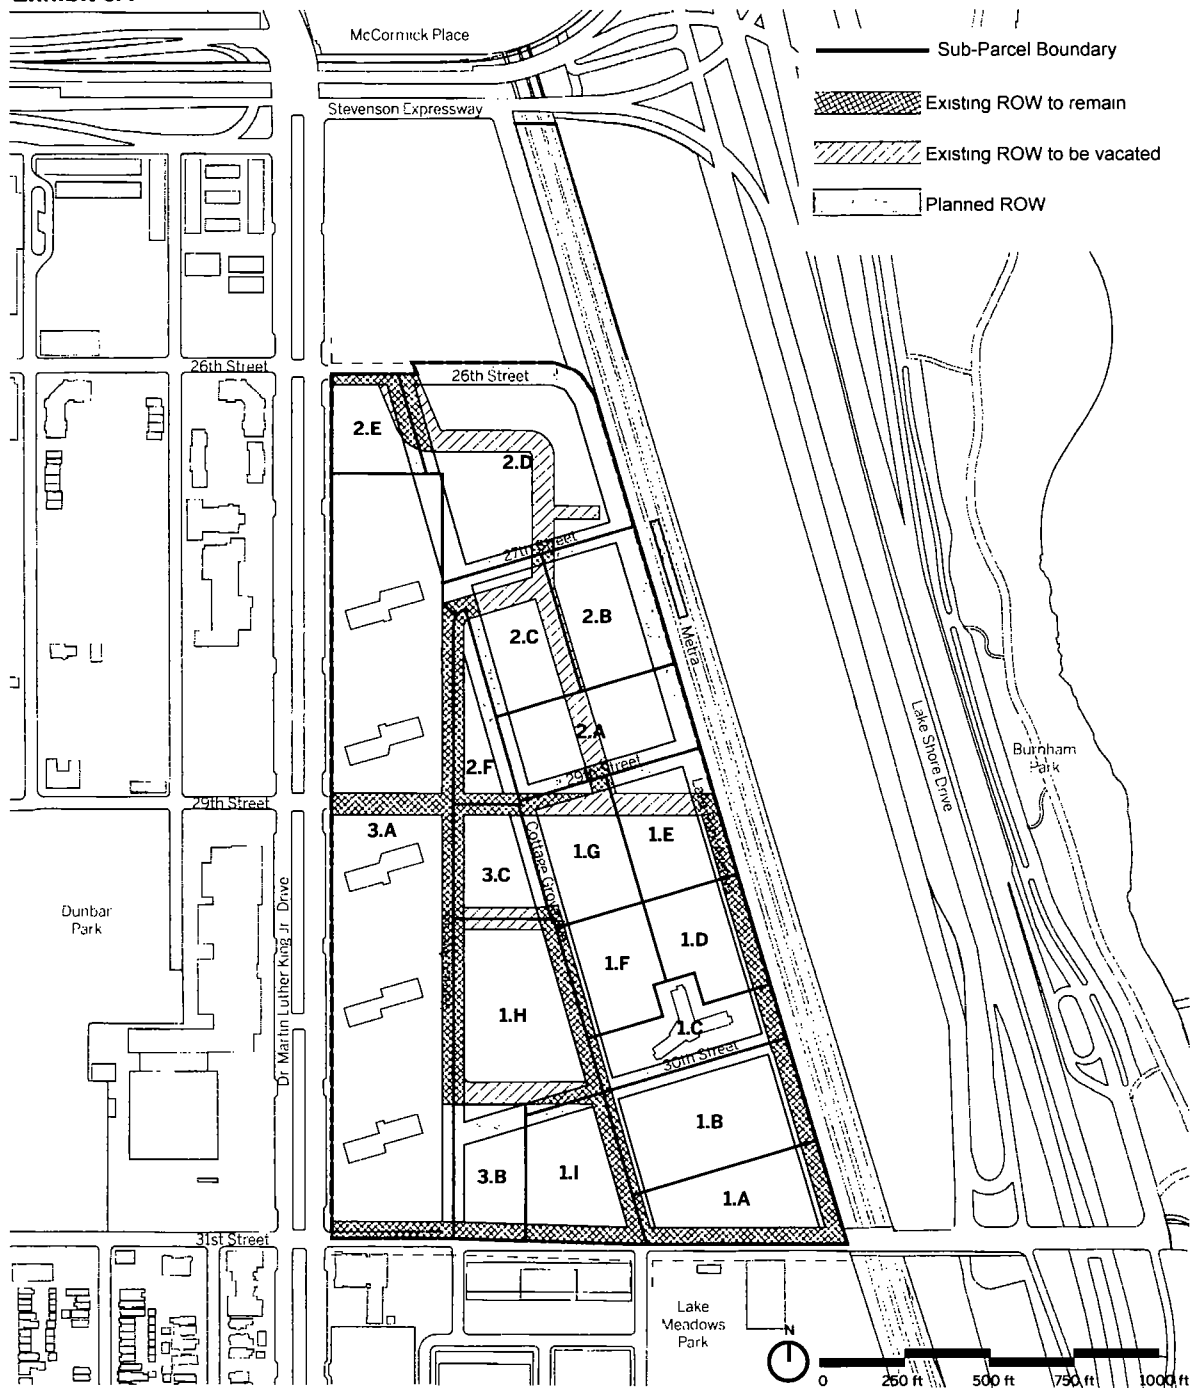 McCormick Place
Stevenson Expressway
Sub-Parcel Boundary
Existing ROW to remain
Existing ROW to be vacated
Planned ROW
26th Street
26th Street
2.E
2.D
27th Street
2.B
2.C
Metra
2.A
2.F
29th Street
29th Street
Lake Shore Drive
Burnham
Park
3.A
1.E
1.G
3.C
Cottage Grove
Dr Martin Luther King Jr Drive
Dunbar
Park
1.D
1.F
1.H
1.C
30th Street
1.B
3.B
1.I
1.A
31st Street
Lake
Meadows
Park
N
0
250 ft
500 ft
750 ft
1000 ft